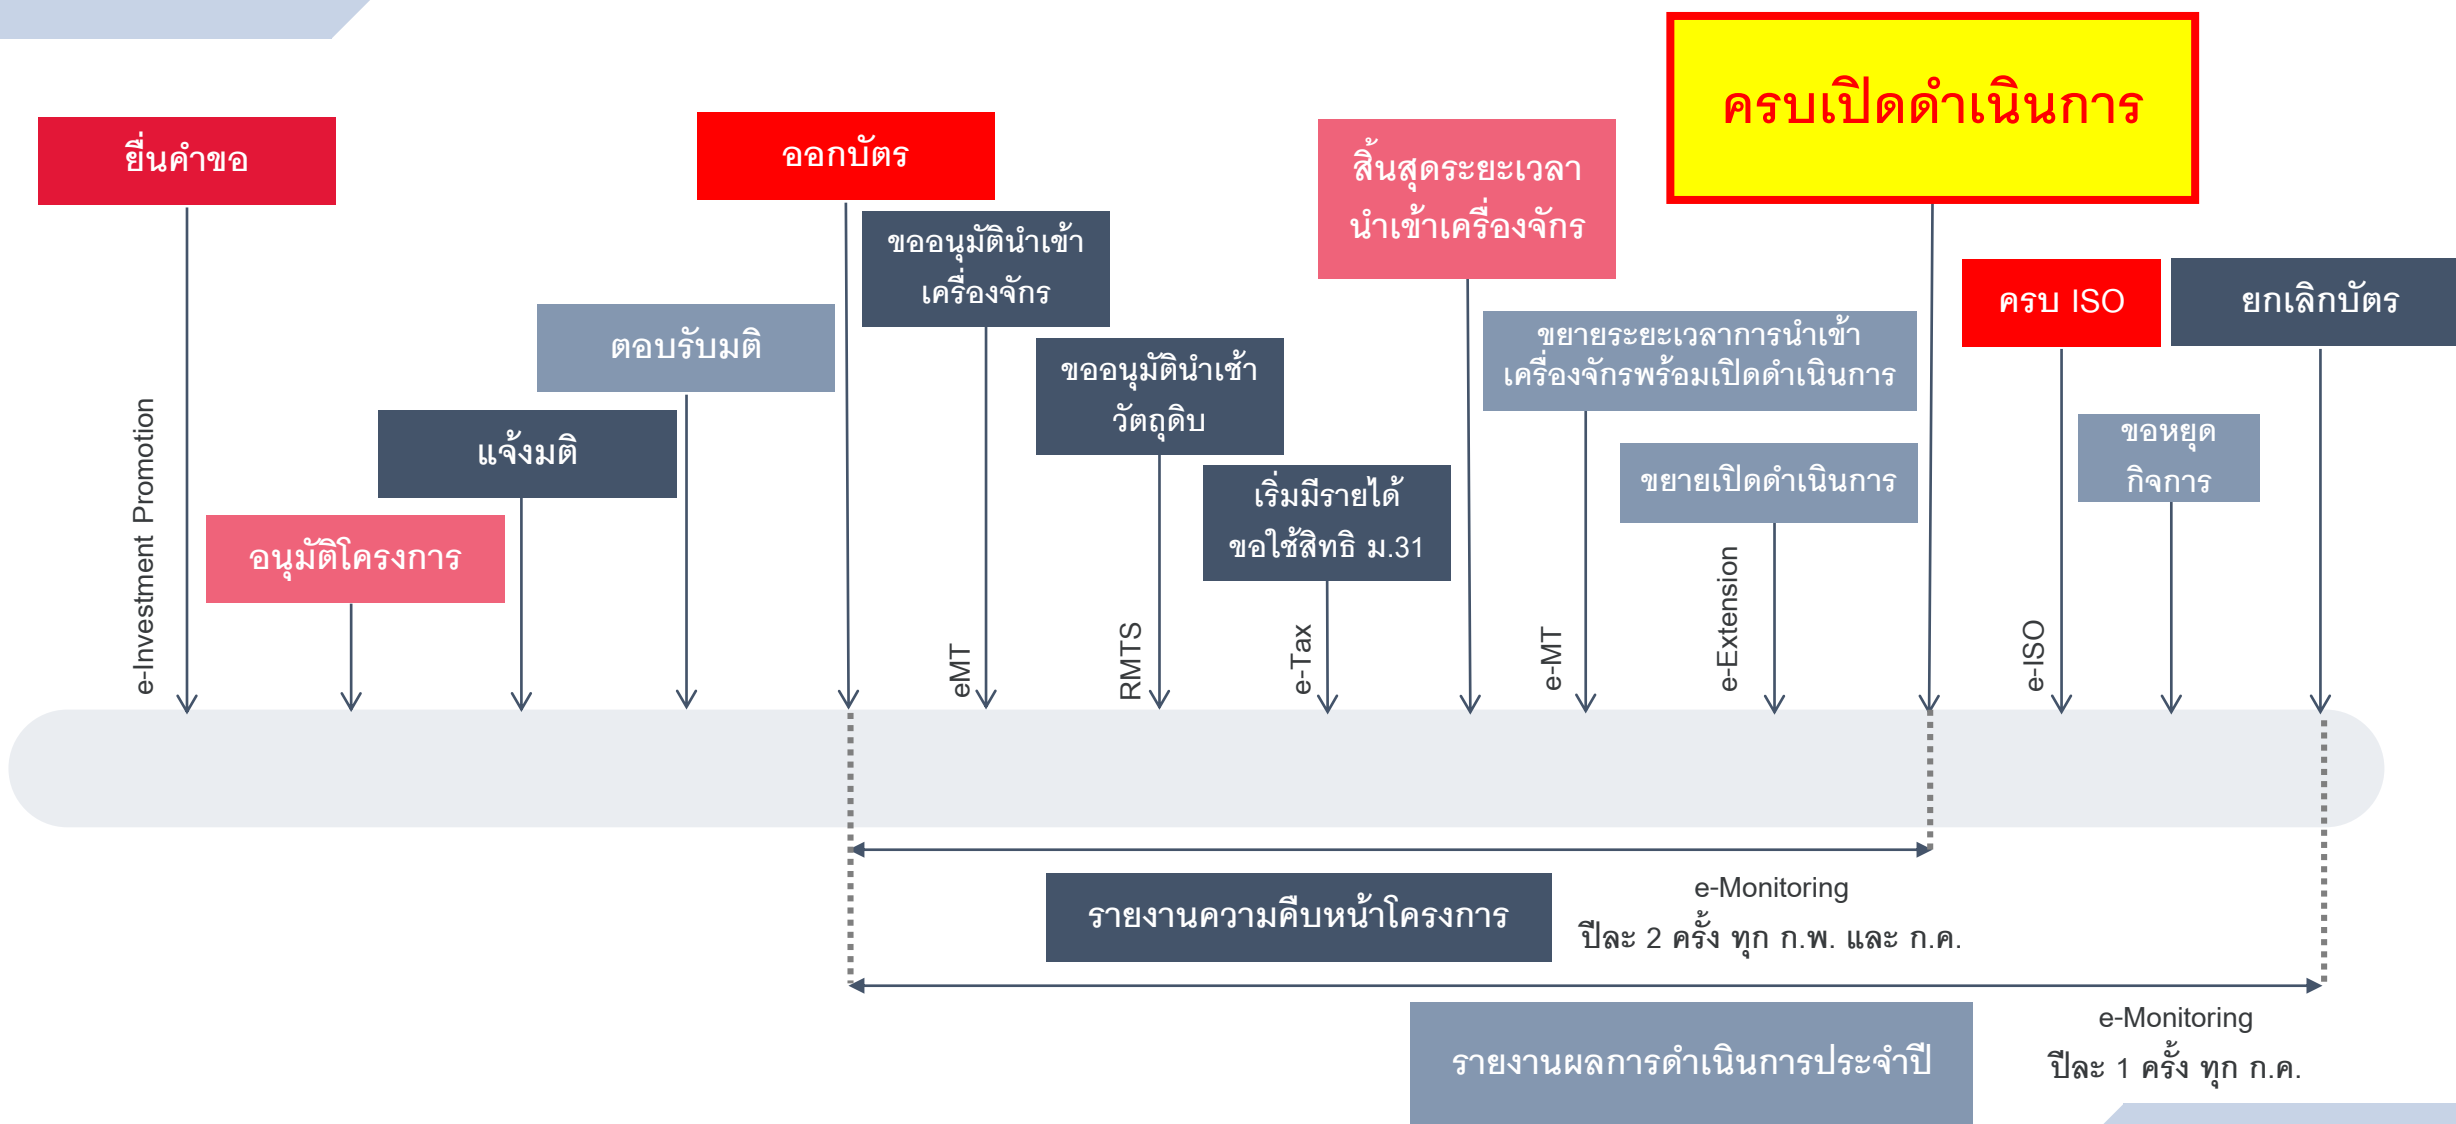 ยื่นคำขอ
e-Investment Promotion
อนุมัติโครงการ
แจ้งมติ
ตอบรับมติ
ออกบัตร
ขออนุมัตินำเข้า
เครื่องจักร
eMT
ขออนุมัตินำเช้า
วัตถุดิบ
RMTS
เริ่มมีรายได้
ขอใช้สิทธิ ม.31
e-Tax
สิ้นสุดระยะเวลา
นำเข้าเครื่องจักร
ขยายระยะเวลาการนำเข้า
เครื่องจักรพร้อมเปิดดำเนินการ
e-MT
ขยายเปิดดำเนินการ
e-Extension
ครบเปิดดำเนินการ
ครบ ISO
e-ISO
ขอหยุด
กิจการ
ยกเลิกบัตร
รายงานความคืบหน้าโครงการ
e-Monitoring
ปีละ 2 ครั้ง ทุก ก.พ. และ ก.ค.
รายงานผลการดำเนินการประจำปี
e-Monitoring
ปีละ 1 ครั้ง ทุก ก.ค.